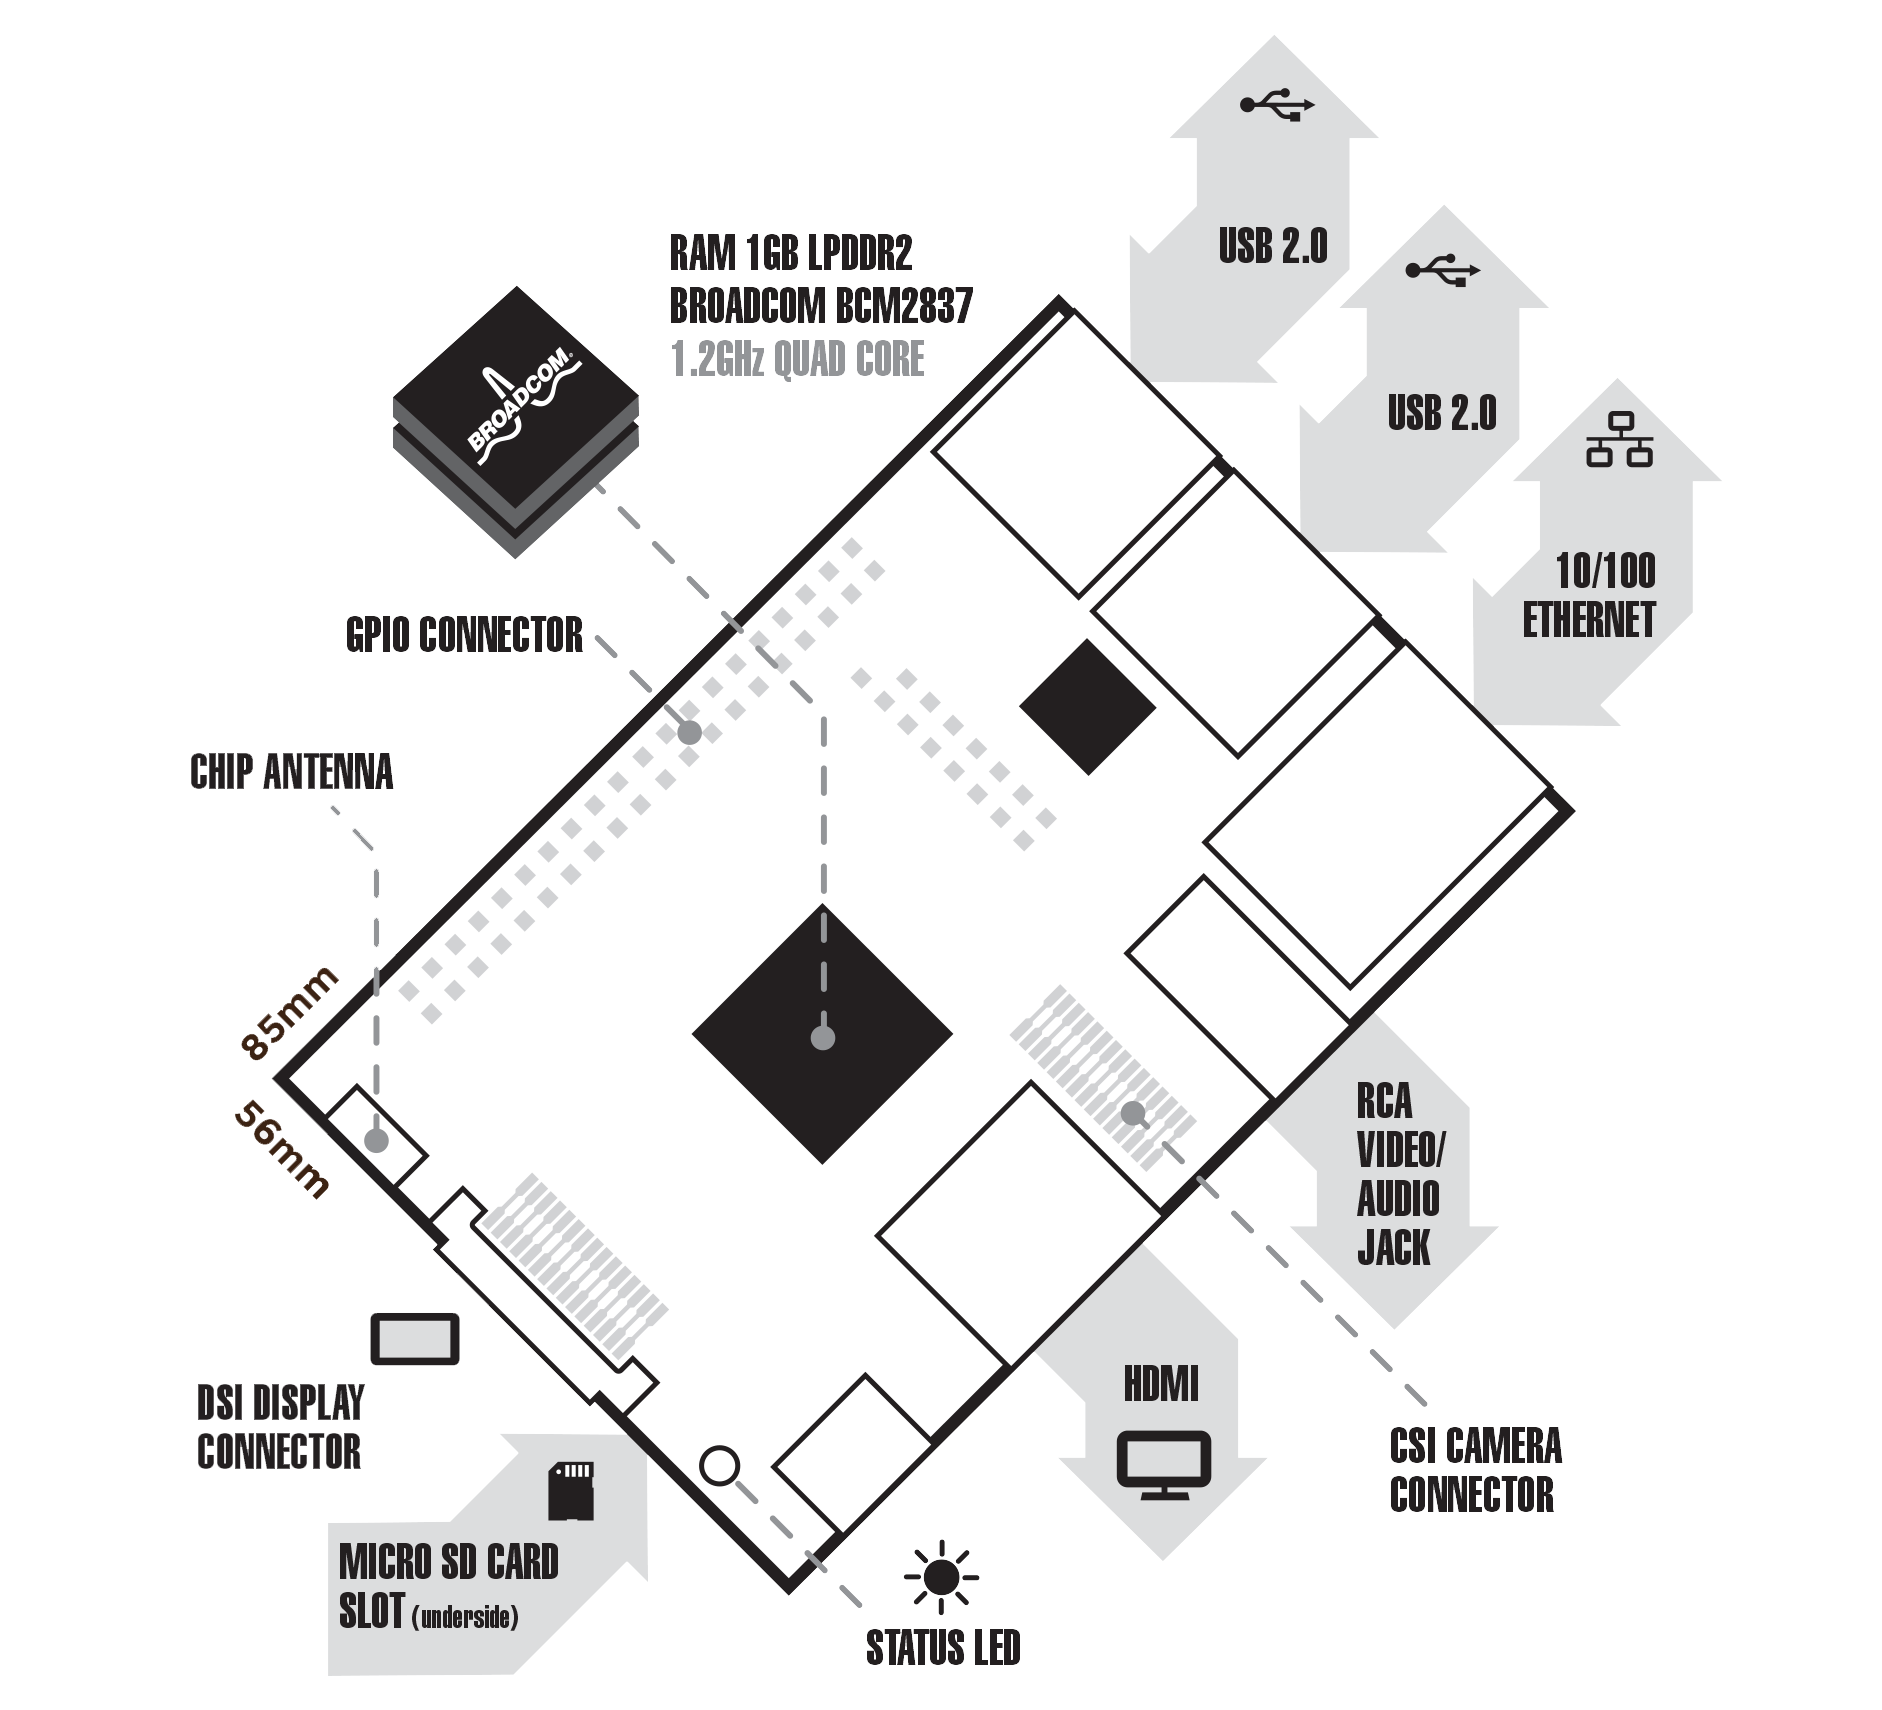 USB 2.0
RAM 1GB LPDDR2
BROADCOM BCM2837
1.2GHz QUAD CORE
BROADCOM.
USB 2.0
10/100
ETHERNET
GPIO CONNECTOR
CHIP ANTENNA
85mm
56mm
RCA
VIDEO/
AUDIO
JACK
HDMI
DSI DISPLAY
CONNECTOR
CSI CAMERA
CONNECTOR
MICRO SD CARD
SLOT (underside)
STATUS LED